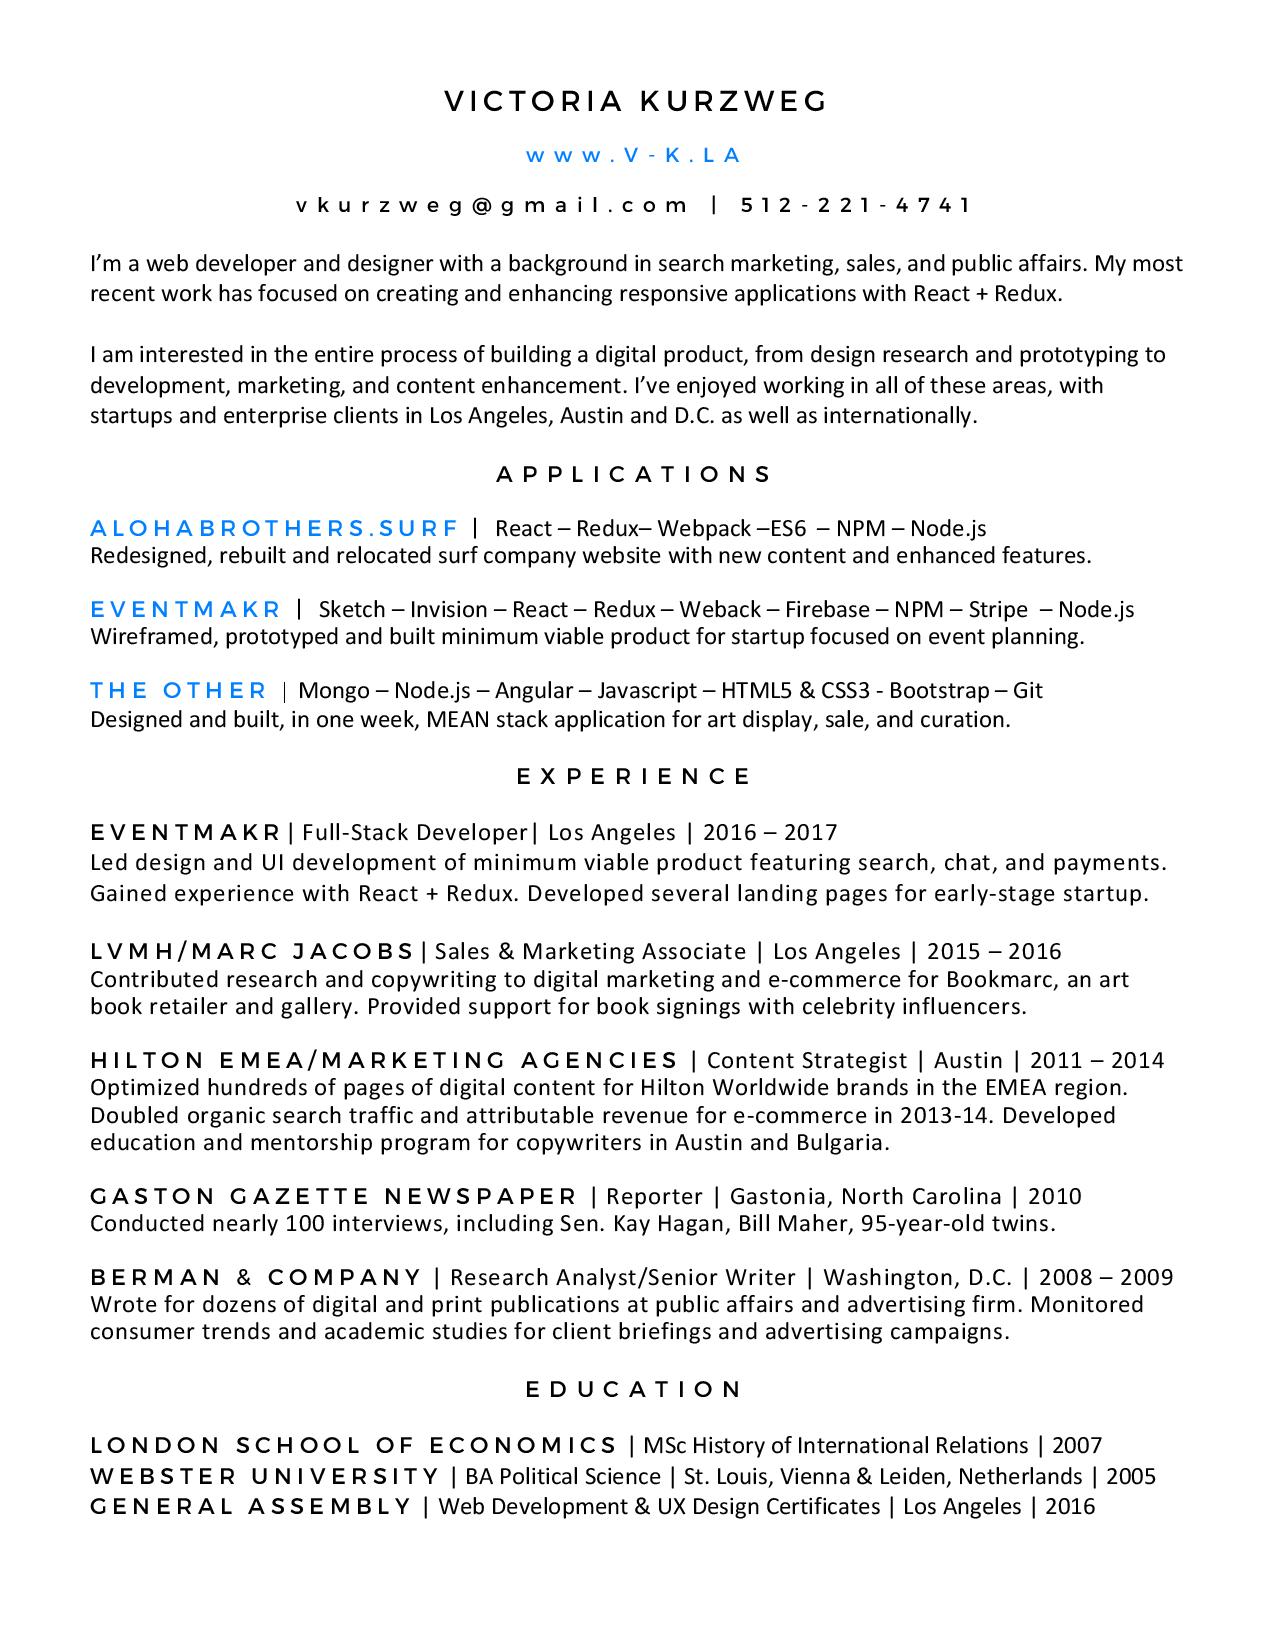 VICTORIA KURZWEG
www.V-K.LA
vkurzweg@gmail.com | 512-221-4741
I’m a web developer and designer with a background in search marketing, sales, and public affairs. My most
recent work has focused on creating and enhancing responsive applications with React + Redux.
I am interested in the entire process of building a digital product, from design research and prototyping to
development, marketing, and content enhancement. I’ve enjoyed working in all of these areas, with
startups and enterprise clients in Los Angeles, Austin and D.C. as well as internationally.
APPLICATIONS
ALOHABROTHERS.SURF | React – Redux– Webpack –ES6 – NPM – Node.js
Redesigned, rebuilt and relocated surf company website with new content and enhanced features.
EVENTMAKR | Sketch – Invision – React – Redux – Weback – Firebase – NPM – Stripe – Node.js
Wireframed, prototyped and built minimum viable product for startup focused on event planning.
THE OTHER | Mongo – Node.js – Angular – Javascript – HTML5 & CSS3 - Bootstrap – Git
Designed and built, in one week, MEAN stack application for art display, sale, and curation.
EXPERIENCE
EVENTMAKR| Full-Stack Developer| Los Angeles | 2016 – 2017
Led design and UI development of minimum viable product featuring search, chat, and payments.
Gained experience with React + Redux. Developed several landing pages for early-stage startup.
LVMH/MARC JACOBS| Sales & Marketing Associate | Los Angeles | 2015 – 2016
Contributed research and copywriting to digital marketing and e-commerce for Bookmarc, an art
book retailer and gallery. Provided support for book signings with celebrity influencers.
HILTON EMEA/MARKETING AGENCIES | Content Strategist | Austin | 2011 – 2014
Optimized hundreds of pages of digital content for Hilton Worldwide brands in the EMEA region.
Doubled organic search traffic and attributable revenue for e-commerce in 2013-14. Developed
education and mentorship program for copywriters in Austin and Bulgaria.
GASTON GAZETTE NEWSPAPER | Reporter | Gastonia, North Carolina | 2010
Conducted nearly 100 interviews, including Sen. Kay Hagan, Bill Maher, 95-year-old twins.
BERMAN & COMPANY | Research Analyst/Senior Writer | Washington, D.C. | 2008 – 2009
Wrote for dozens of digital and print publications at public affairs and advertising firm. Monitored
consumer trends and academic studies for client briefings and advertising campaigns.
EDUCATION
LONDON SCHOOL OF ECONOMICS | MSc History of International Relations | 2007
WEBSTER UNIVERSITY | BA Political Science | St. Louis, Vienna & Leiden, Netherlands | 2005
GENERAL ASSEMBLY | Web Development & UX Design Certificates | Los Angeles | 2016